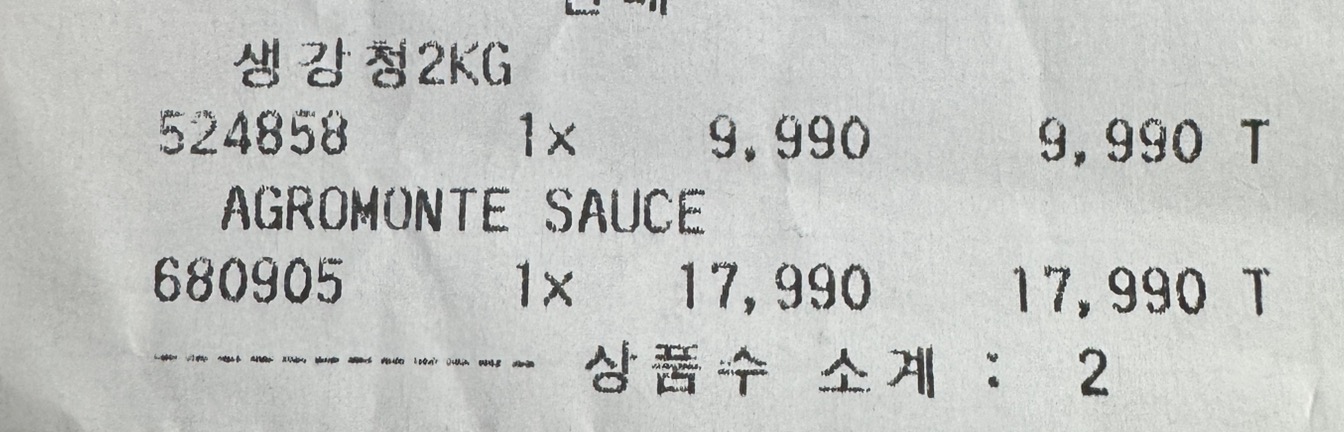 생강청2KG
524858 1x 9,990 9,990 T
AGROMONTE SAUCE
680905 1x 17,990 17,990 T
------------- 상품수 소계 : 2